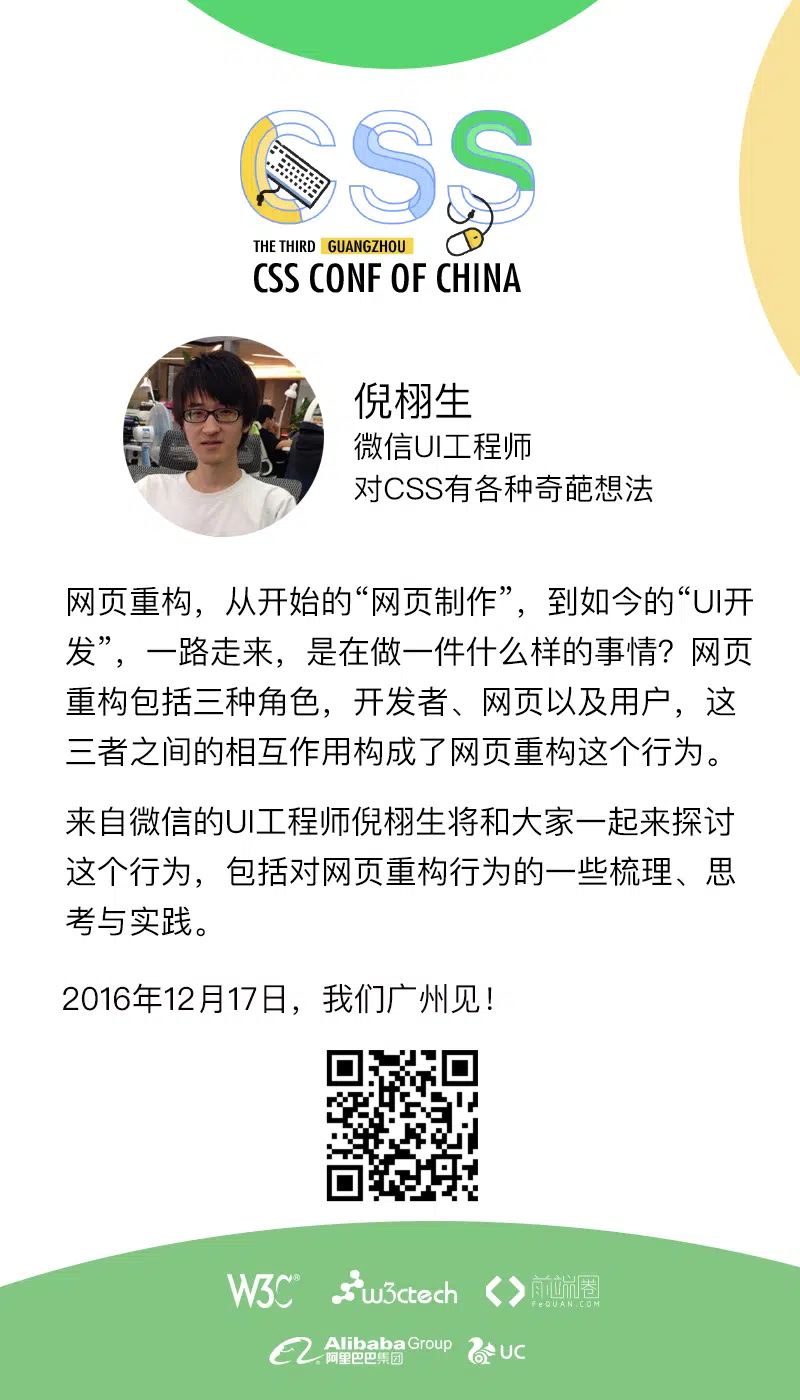 CSS
THE THIRD GUANGZHOU
CSS CONF OF CHINA
倪栩生
微信UI工程师
对CSS有各种奇葩想法
网页重构，从开始的“网页制作”，到如今的“UI开
发”，一路走来，是在做一件什么样的事情？网页
重构包括三种角色，开发者、网页以及用户，这
三者之间的相互作用构成了网页重构这个行为。
来自微信的UI工程师倪栩生将和大家一起来探讨
这个行为，包括对网页重构行为的一些梳理、思
考与实践。
2016年12月17日，我们广州见！
W3C® w3ctech 前端圈
FeQUAN.COM
Alibaba Group
阿里巴巴集团 UC